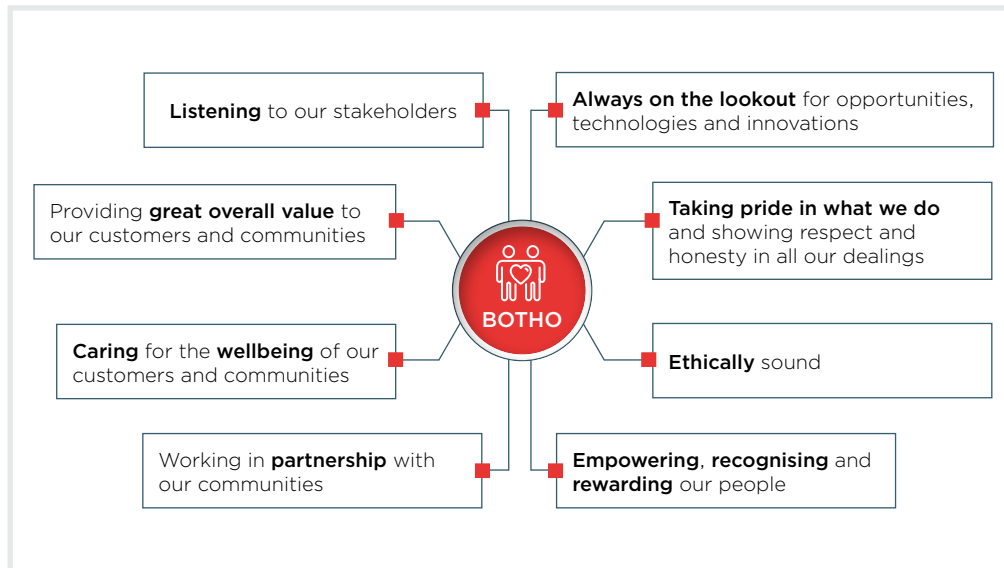 Listening to our stakeholders
Always on the lookout for opportunities,
technologies and innovations
Providing great overall value to
our customers and communities
Taking pride in what we do
and showing respect and
honesty in all our dealings
BOTHO
Caring for the wellbeing of our
customers and communities
Ethically sound
Working in partnership with
our communities
Empowering, recognising and
rewarding our people